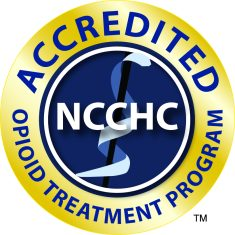 ACCREDITED
NCCHC
OPIOID TREATMENT PROGRAM
TM